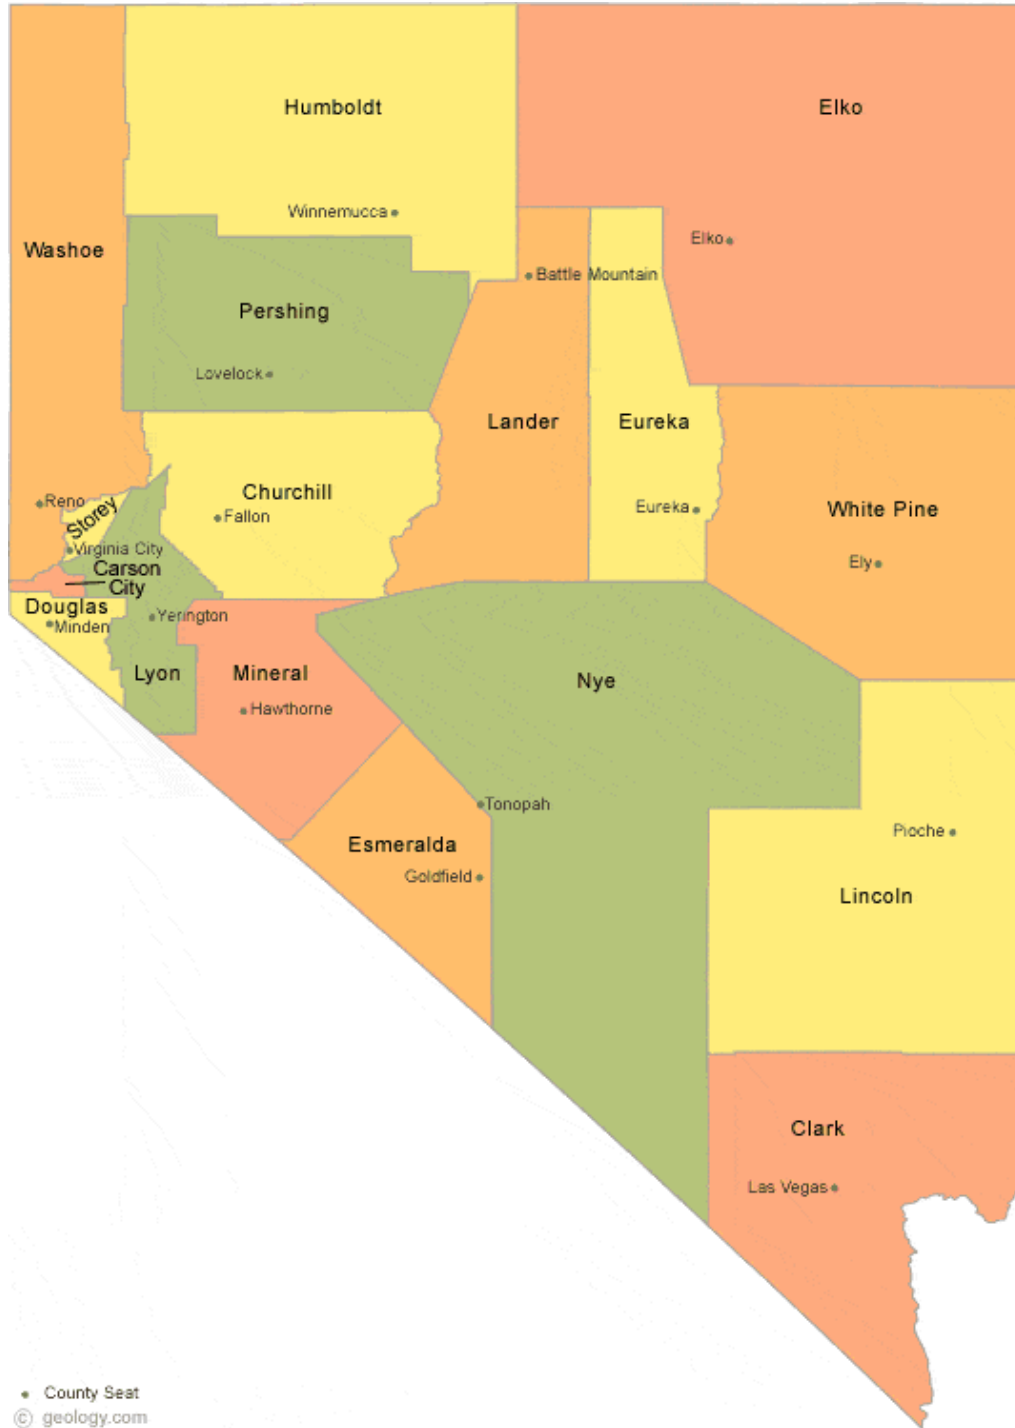 Humboldt
Elko
Winnemucca
Elko
Washoe
Battle Mountain
Pershing
Lovelock
Lander
Eureka
Churchill
Reno
Storey
Fallon
Eureka
White Pine
Virginia City
Ely
Carson
City
Douglas
Minden
Yerington
Lyon
Mineral
Nye
Hawthorne
Tonopah
Pioche
Esmeralda
Goldfield
Lincoln
Clark
Las Vegas
County Seat
© geology.com